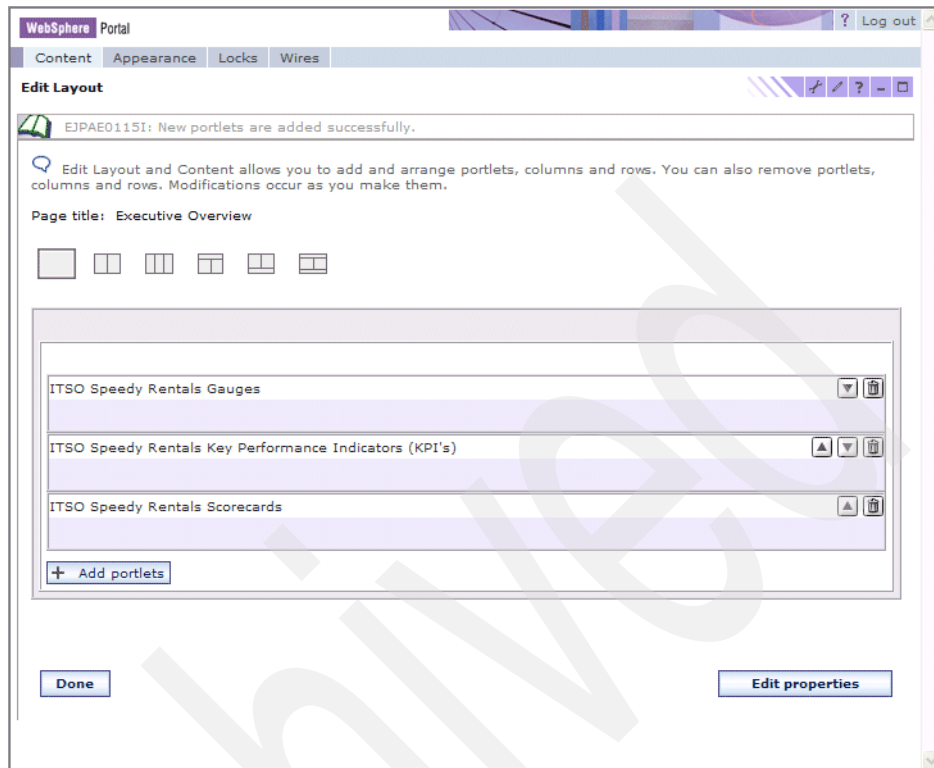 WebSphere Portal
? Log out
Content Appearance Locks Wires
Edit Layout
?
EJPAE0115I: New portlets are added successfully.
Edit Layout and Content allows you to add and arrange portlets, columns and rows. You can also remove portlets,
columns and rows. Modifications occur as you make them.
Page title: Executive Overview
ITSO Speedy Rentals Gauges
ITSO Speedy Rentals Key Performance Indicators (KPI's)
ITSO Speedy Rentals Scorecards
+ Add portlets
Done
Edit properties
hived